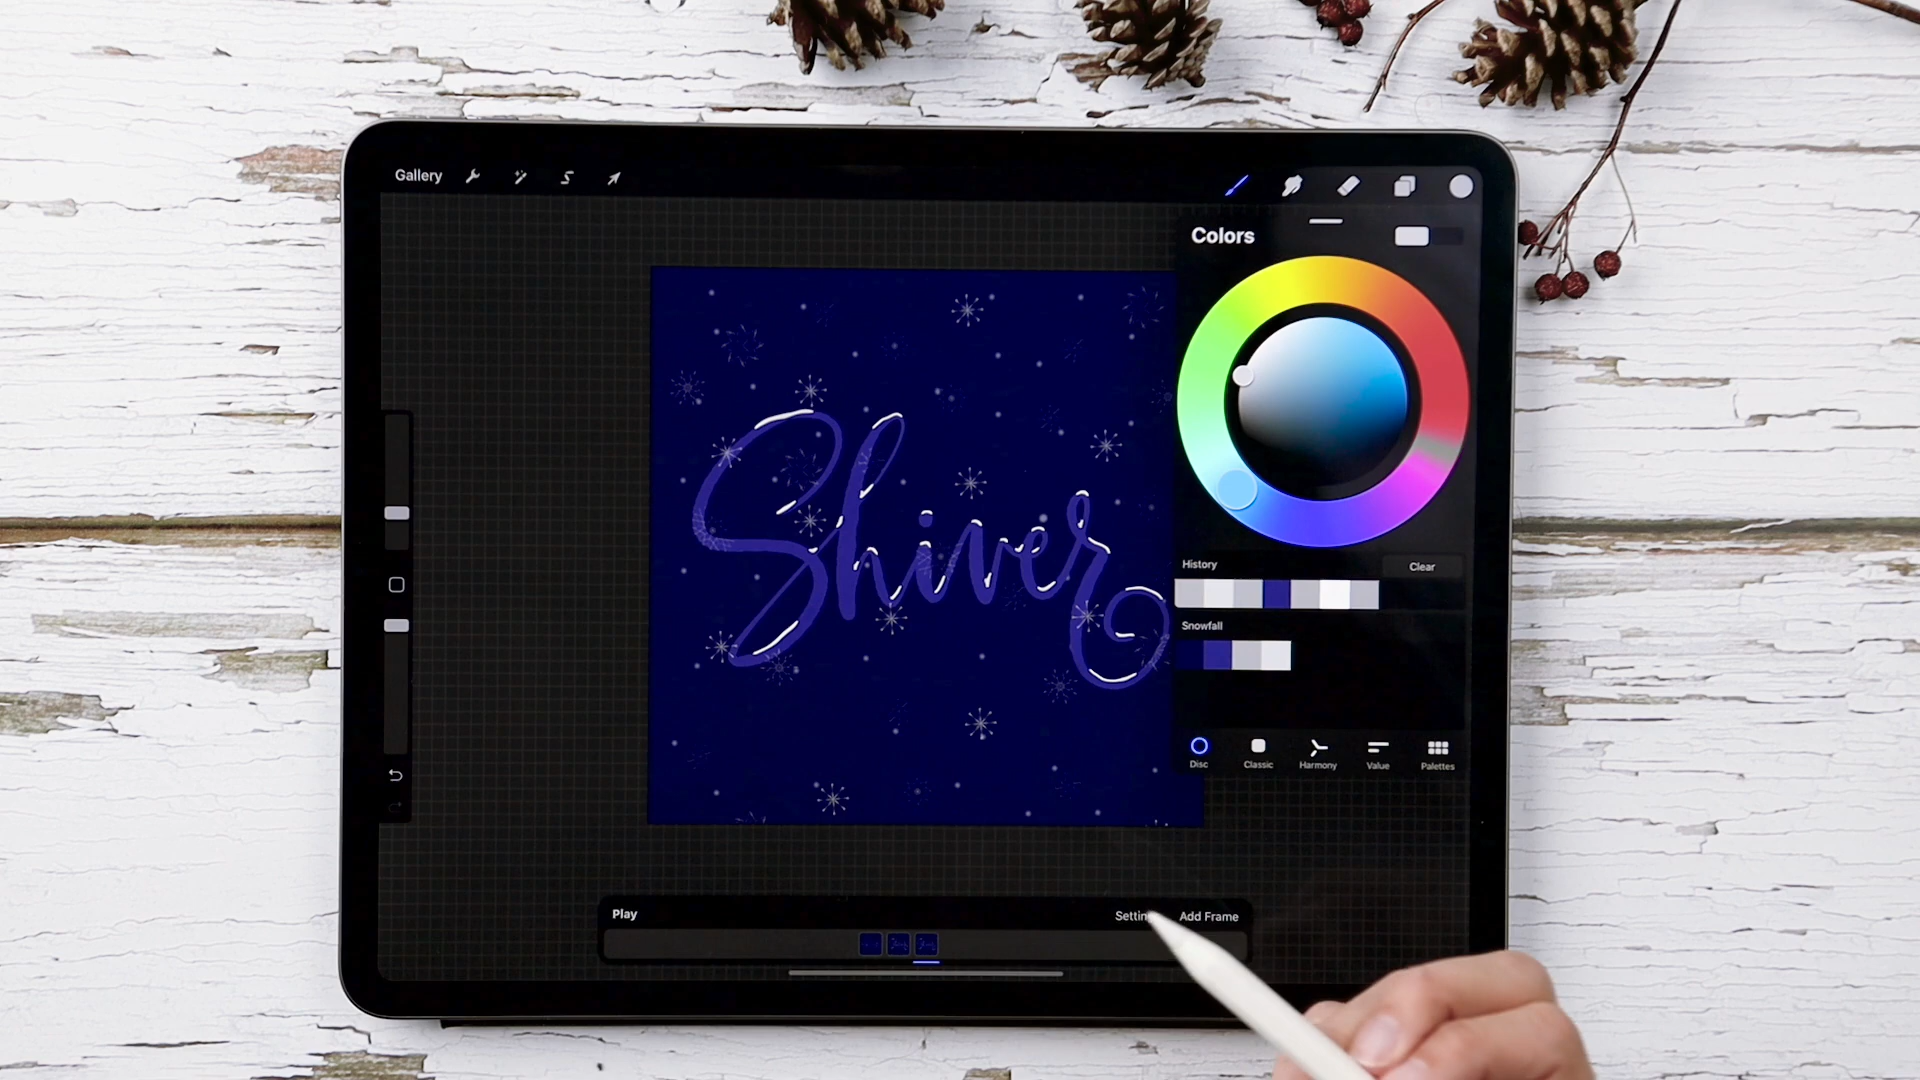 Gallery
Colors
Shiver
History
Clear
Snowfall
Disc
Classic
Harmony
Value
Palettes
Play
Add Frame